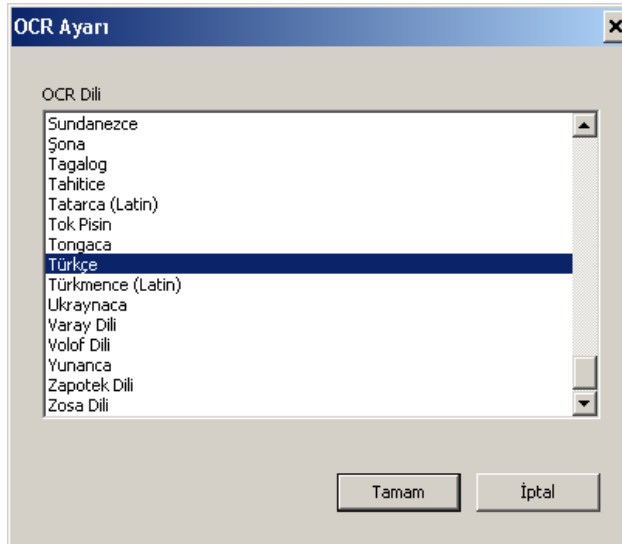 OCR Ayarı
OCR Dili
Sundanezce
Şona
Tagalog
Tahitice
Tatarca (Latin)
Tok Pisin
Tongaca
Türkçe
Türkmence (Latin)
Ukraynaca
Varay Dili
Volof Dili
Yunanca
Zapotek Dili
Zosa Dili
Tamam İptal